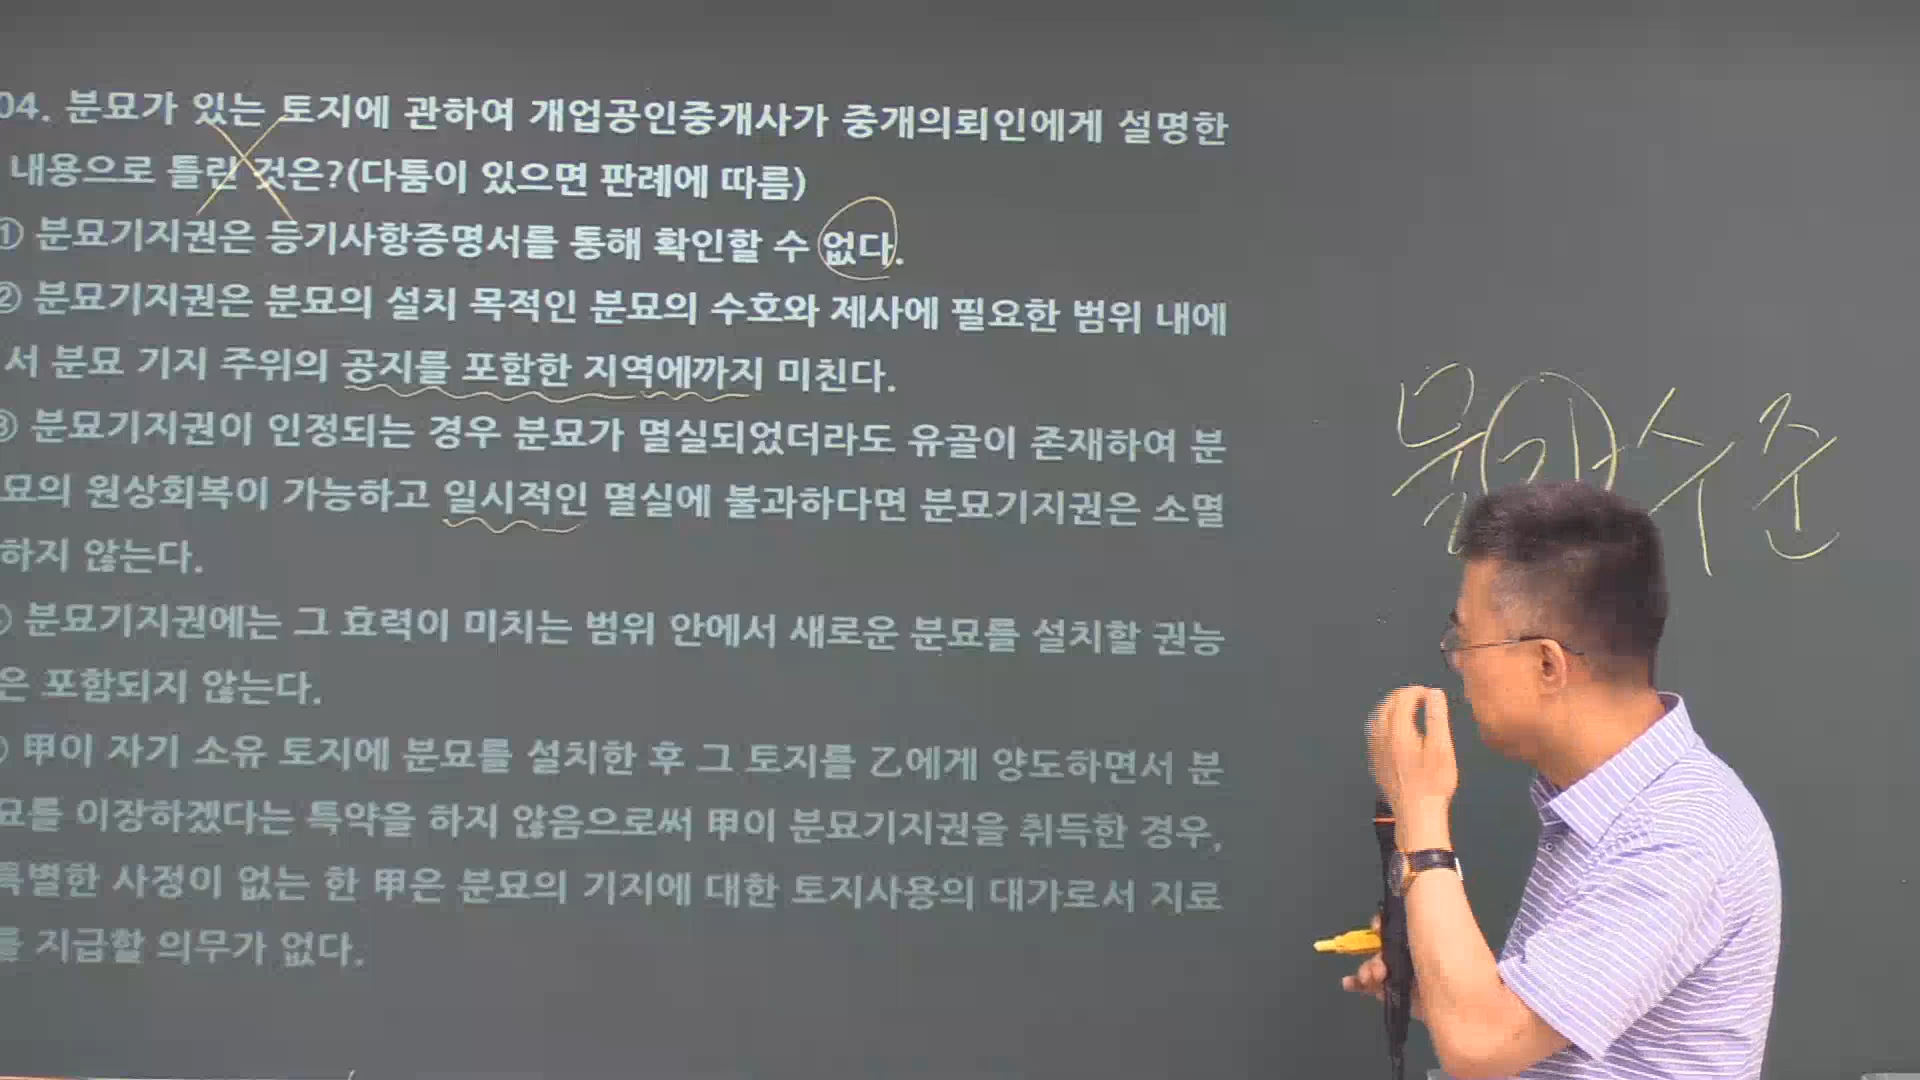 04. 분묘가 있는 토지에 관하여 개업공인중개사가 중개의뢰인에게 설명한
내용으로 틀린 것은?(다툼이 있으면 판례에 따름)
① 분묘기지권은 등기사항증명서를 통해 확인할 수 없다.
② 분묘기지권은 분묘의 설치 목적인 분묘의 수호와 제사에 필요한 범위 내에
서 분묘 기지 주위의 공지를 포함한 지역에까지 미친다.
③ 분묘기지권이 인정되는 경우 분묘가 멸실되었더라도 유골이 존재하여 분
묘의 원상회복이 가능하고 일시적인 멸실에 불과하다면 분묘기지권은 소멸
하지 않는다.
분묘기지권에는 그 효력이 미치는 범위 안에서 새로운 분묘를 설치할 권능
은 포함되지 않는다.
甲이 자기 소유 토지에 분묘를 설치한 후 그 토지를 乙에게 양도하면서 분
묘를 이장하겠다는 특약을 하지 않음으로써 甲이 분묘기지권을 취득한 경우,
특별한 사정이 없는 한 甲은 분묘의 기지에 대한 토지사용의 대가로서 지료
를 지급할 의무가 없다.